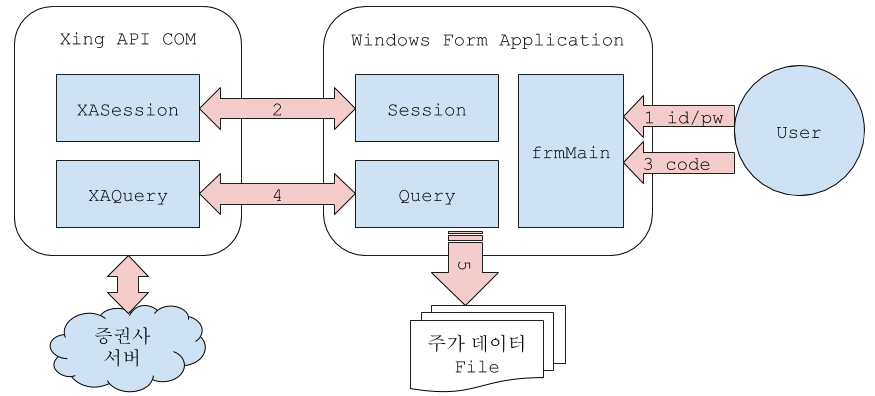 Xing API COM
Windows Form Application
XASession
2
Session
frmMain
1 id/pw
User
3 code
XAQuery
4
Query
5
증권사
서버
주가 데이터
File